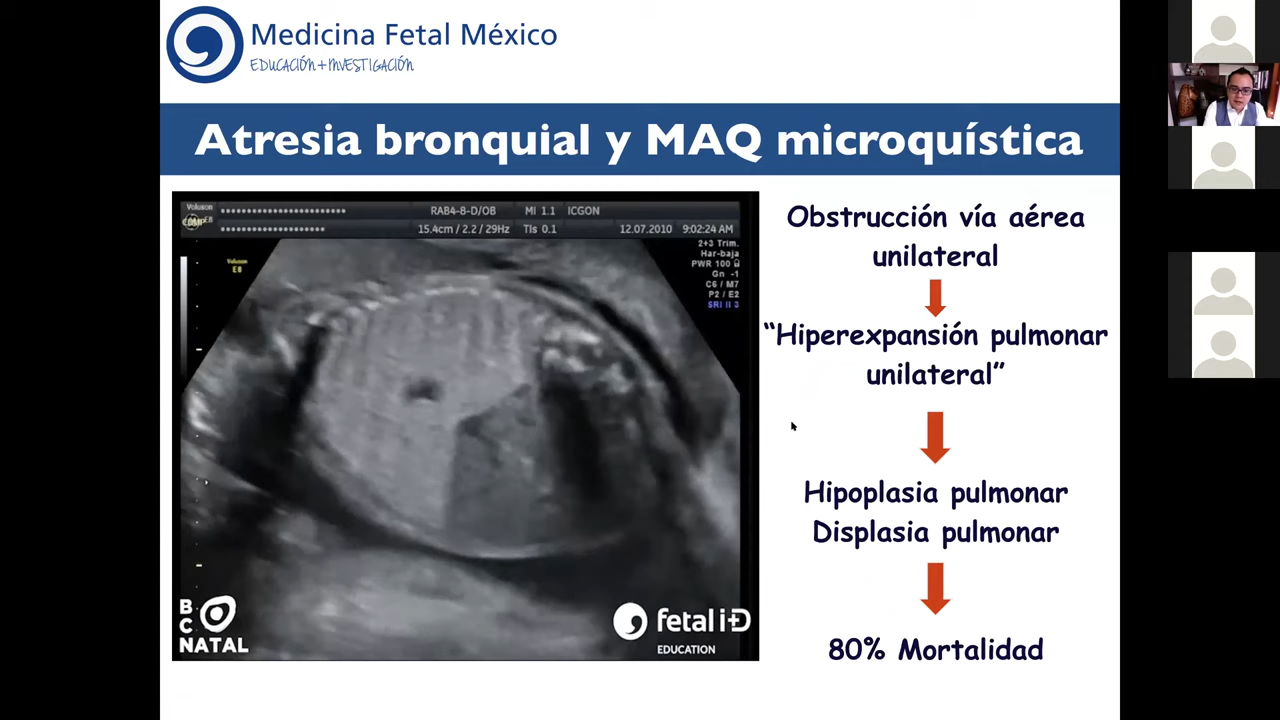 Medicina Fetal México
EDUCACIÓN+INVESTIGACIÓN
Atresia bronquial y MAQ microquística
Voluson
RAB4-8-D/OB
MI 1.1
ICGON
15.4cm / 2.2 / 29Hz
TIs 0.1
12.07.2010
9:02:24 AM
2+3 Trim.
Har-baja
PWR 100
Gn -1
C6 / M7
P2 / E2
SRI II 3
Voluson
E8
BC NATAL
fetal i+D
EDUCATION
Obstrucción vía aérea
unilateral
“Hiperexpansión pulmonar
unilateral”
Hipoplasia pulmonar
Displasia pulmonar
80% Mortalidad